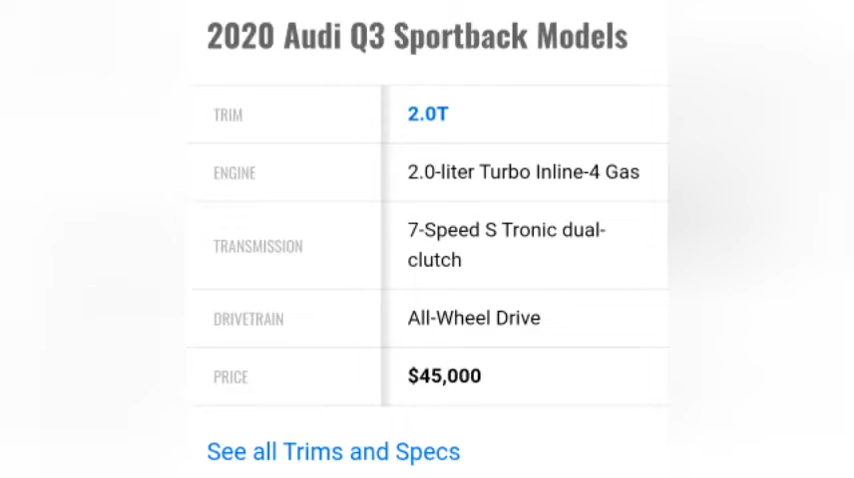 2020 Audi Q3 Sportback Models
TRIM
2.0T
ENGINE
2.0-liter Turbo Inline-4 Gas
TRANSMISSION
7-Speed S Tronic dual-
clutch
DRIVETRAIN
All-Wheel Drive
PRICE
$45,000
See all Trims and Specs